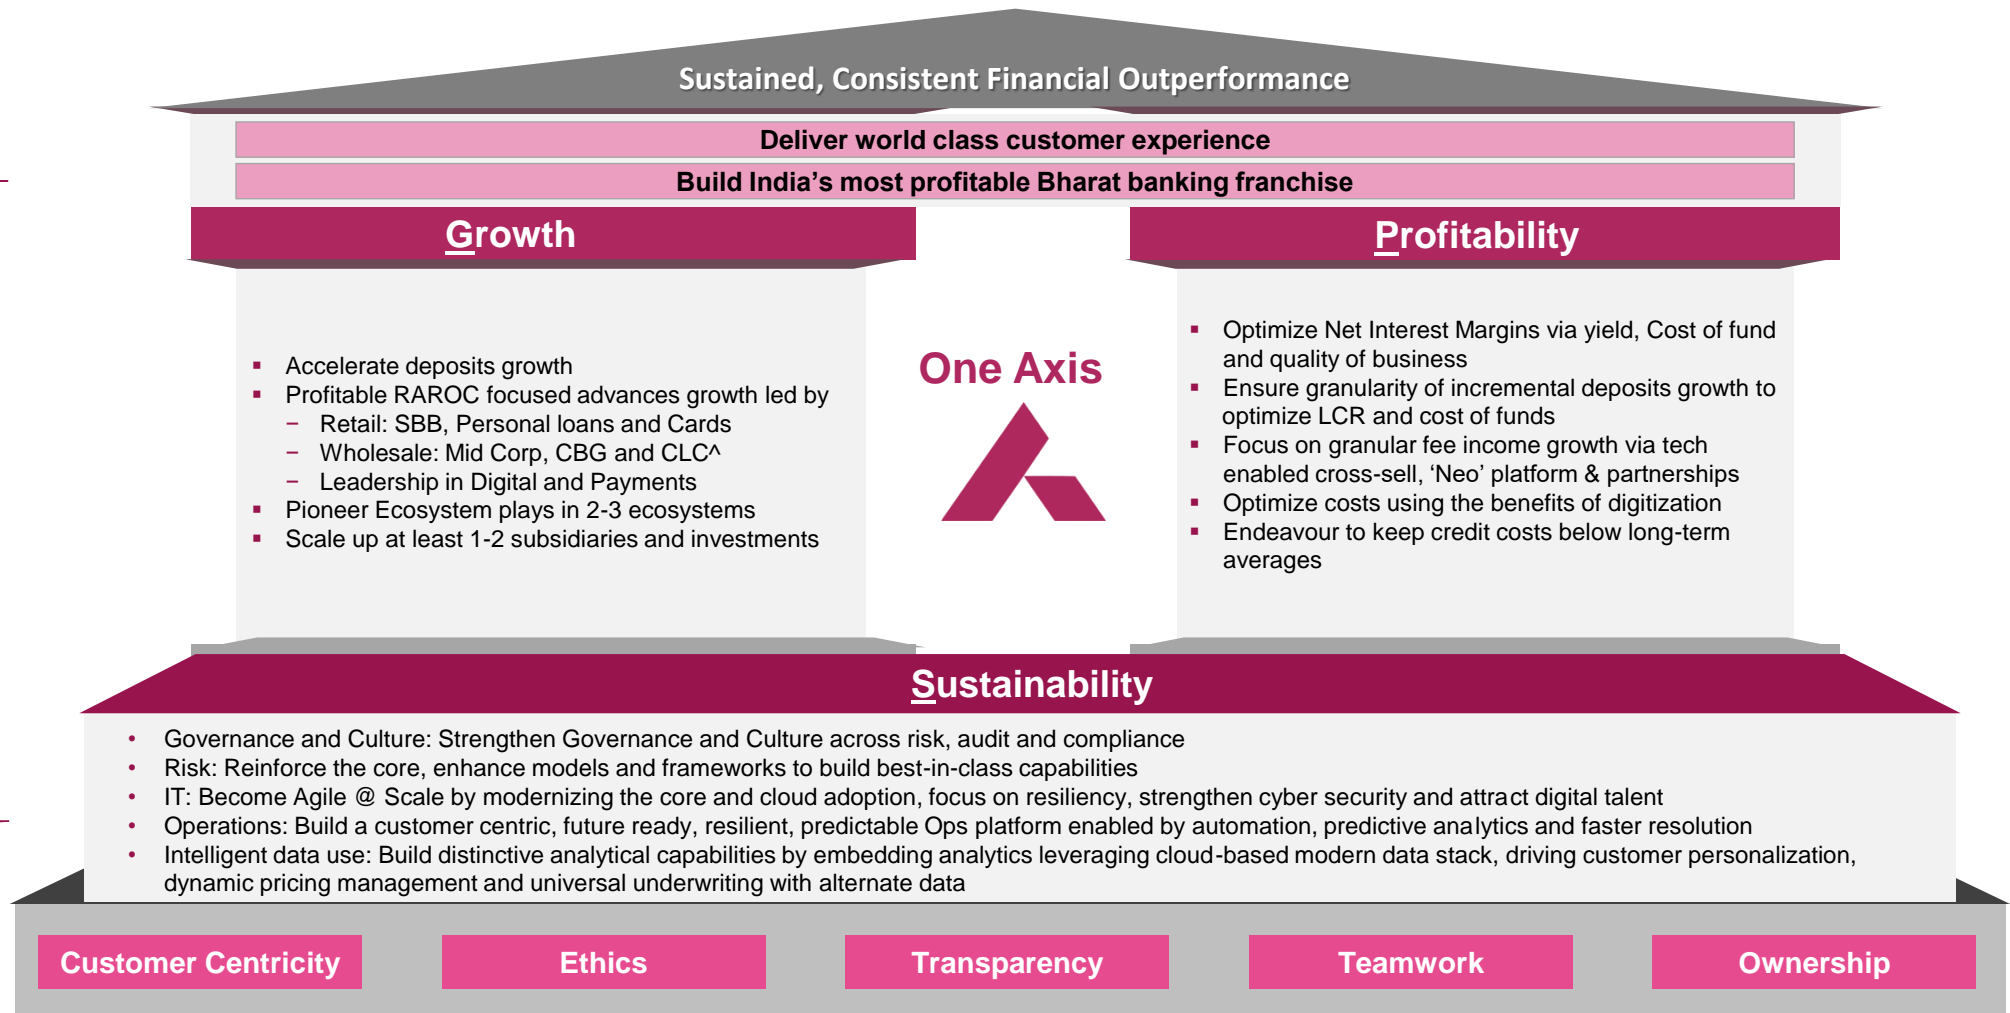 Sustained, Consistent Financial Outperformance
Deliver world class customer experience
Build India’s most profitable Bharat banking franchise
Growth
▪ Accelerate deposits growth
▪ Profitable RAROC focused advances growth led by
− Retail: SBB, Personal loans and Cards
− Wholesale: Mid Corp, CBG and CLC^
− Leadership in Digital and Payments
▪ Pioneer Ecosystem plays in 2-3 ecosystems
▪ Scale up at least 1-2 subsidiaries and investments
One Axis
Profitability
▪ Optimize Net Interest Margins via yield, Cost of fund
and quality of business
▪ Ensure granularity of incremental deposits growth to
optimize LCR and cost of funds
▪ Focus on granular fee income growth via tech
enabled cross-sell, ‘Neo’ platform & partnerships
▪ Optimize costs using the benefits of digitization
▪ Endeavour to keep credit costs below long-term
averages
Sustainability
• Governance and Culture: Strengthen Governance and Culture across risk, audit and compliance
• Risk: Reinforce the core, enhance models and frameworks to build best-in-class capabilities
• IT: Become Agile @ Scale by modernizing the core and cloud adoption, focus on resiliency, strengthen cyber security and attract digital talent
• Operations: Build a customer centric, future ready, resilient, predictable Ops platform enabled by automation, predictive analytics and faster resolution
• Intelligent data use: Build distinctive analytical capabilities by embedding analytics leveraging cloud-based modern data stack, driving customer personalization,
dynamic pricing management and universal underwriting with alternate data
Customer Centricity
Ethics
Transparency
Teamwork
Ownership